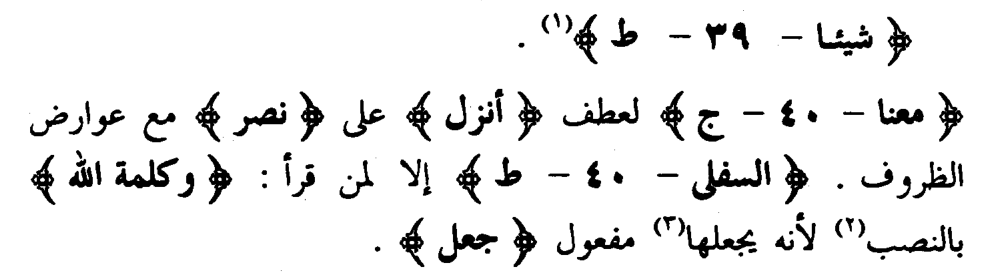 ﴿ شيئا – ٣٩ – ط ﴾(١) .
﴿ معنا – ٤٠ – ج ﴾ لعطف ﴿ أنزل ﴾ على ﴿ نصر ﴾ مع عوارض
الظروف . ﴿ السفلى – ٤٠ – ط ﴾ إلا لمن قرأ : ﴿ وكلمة الله ﴾
بالنصب(٢) لأنه يجعلها(٣) مفعول ﴿ جعل ﴾ .